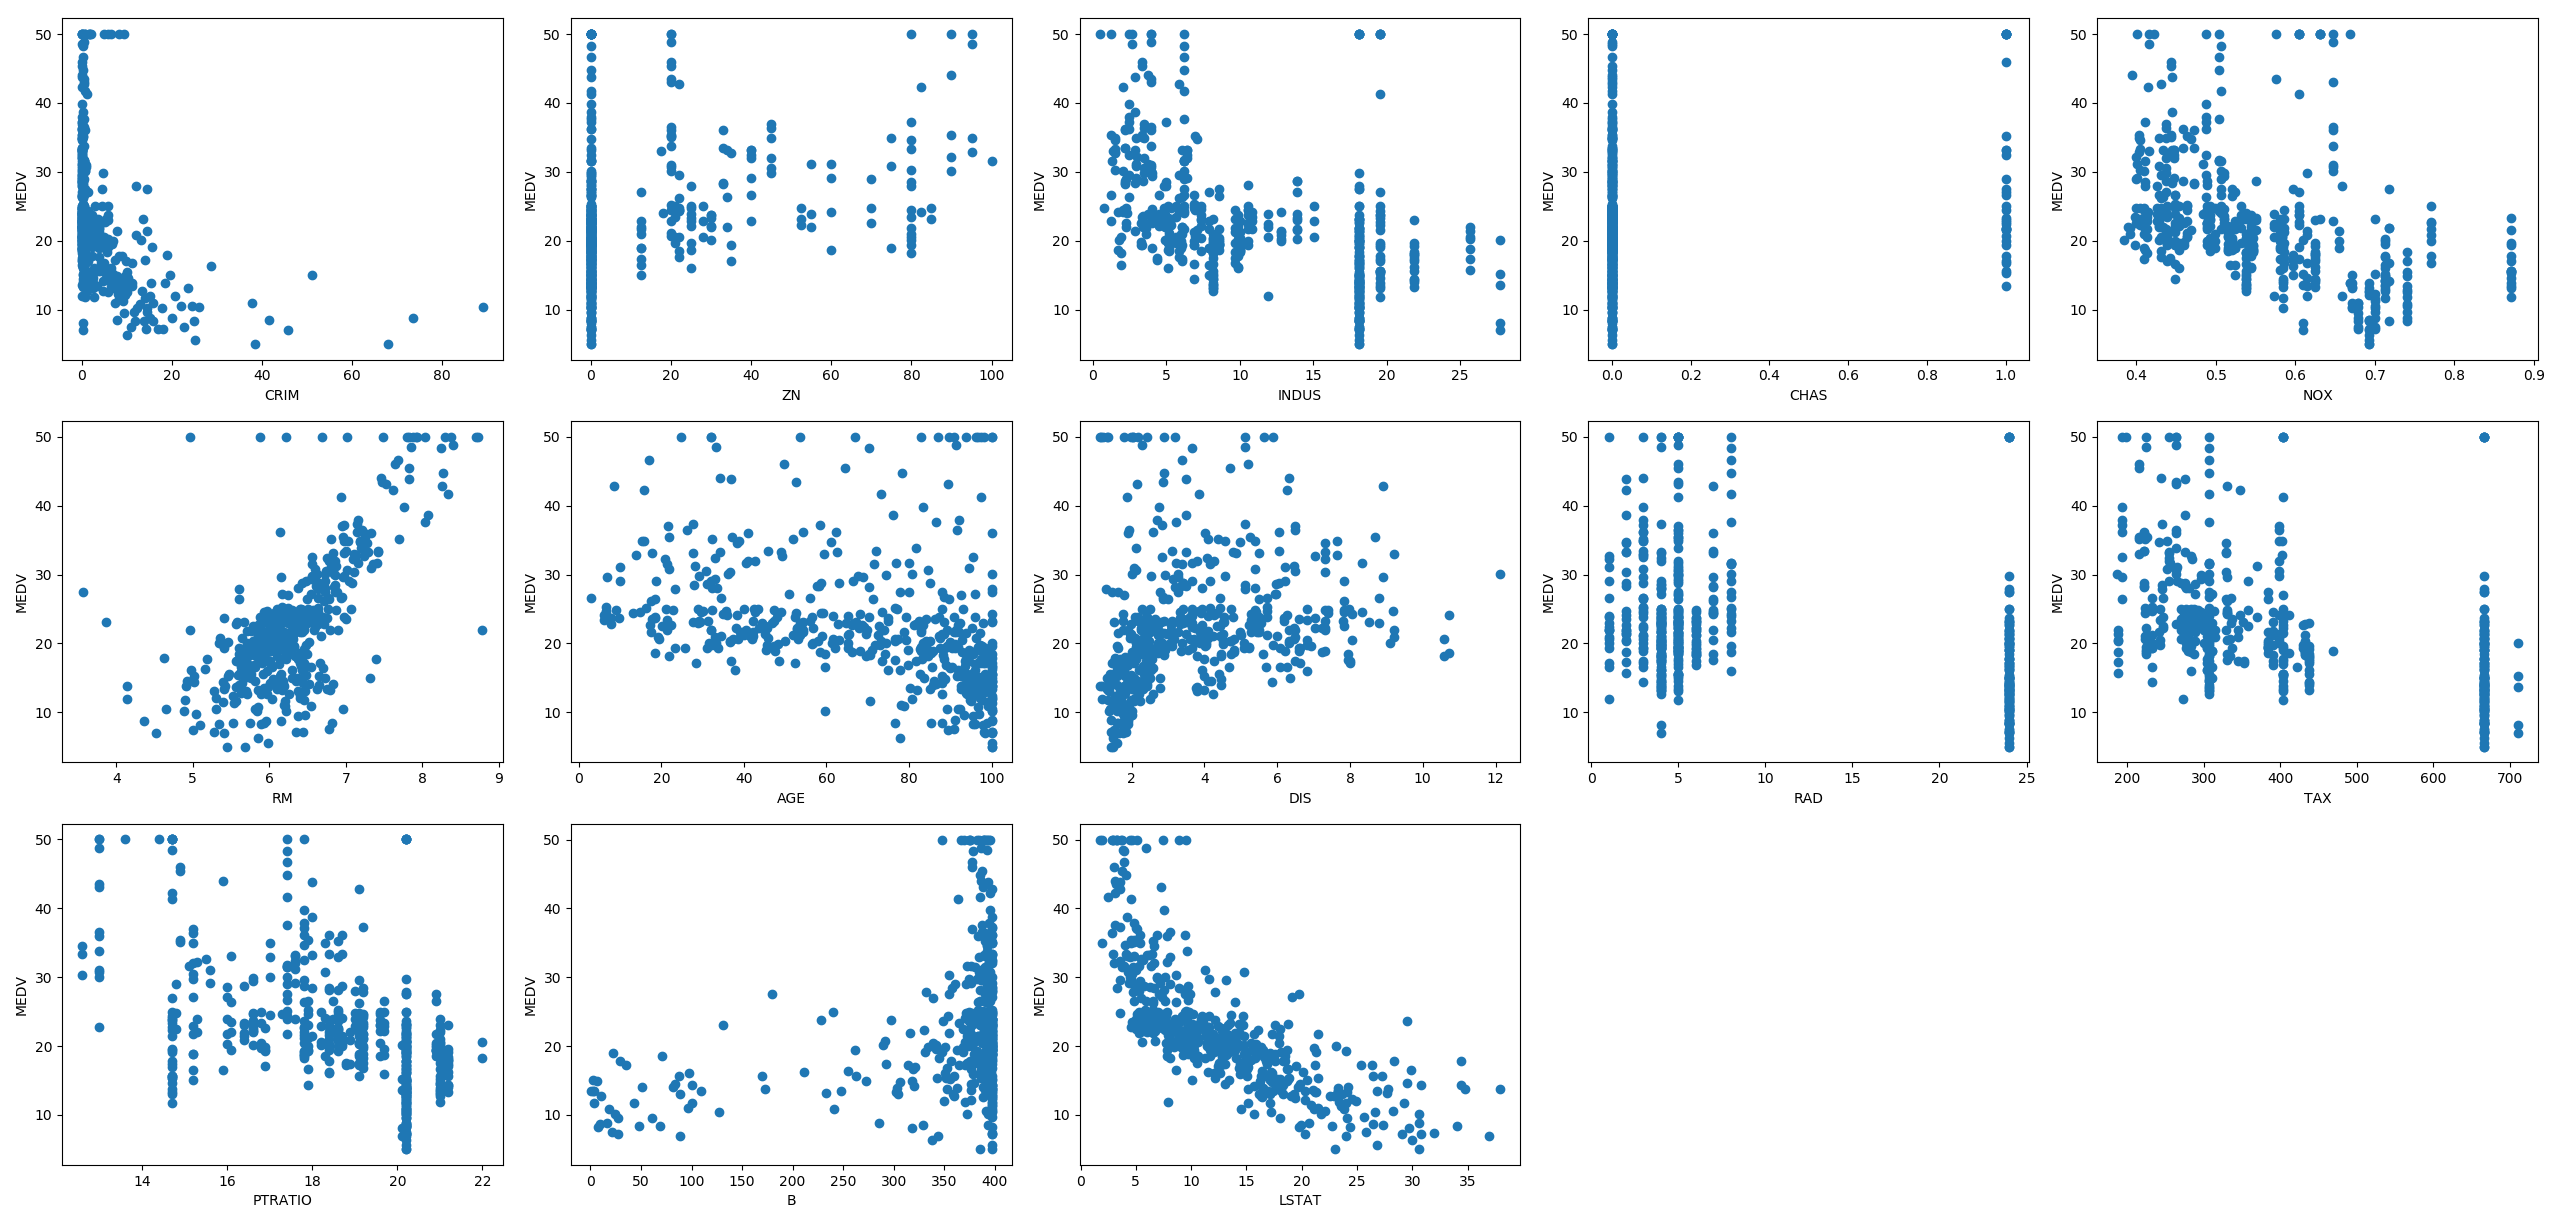 MEDV
50
40
30
20
10
0 20 40 60 80
CRIM
MEDV
50
40
30
20
10
0 20 40 60 80 100
ZN
MEDV
50
40
30
20
10
0 5 10 15 20 25
INDUS
MEDV
50
40
30
20
10
0.0 0.2 0.4 0.6 0.8 1.0
CHAS
MEDV
50
40
30
20
10
0.4 0.5 0.6 0.7 0.8 0.9
NOX
MEDV
50
40
30
20
10
4 5 6 7 8 9
RM
MEDV
50
40
30
20
10
0 20 40 60 80 100
AGE
MEDV
50
40
30
20
10
2 4 6 8 10 12
DIS
MEDV
50
40
30
20
10
0 5 10 15 20 25
RAD
MEDV
50
40
30
20
10
200 300 400 500 600 700
TAX
MEDV
50
40
30
20
10
14 16 18 20 22
PTRATIO
MEDV
50
40
30
20
10
0 50 100 150 200 250 300 350 400
B
MEDV
50
40
30
20
10
0 5 10 15 20 25 30 35
LSTAT